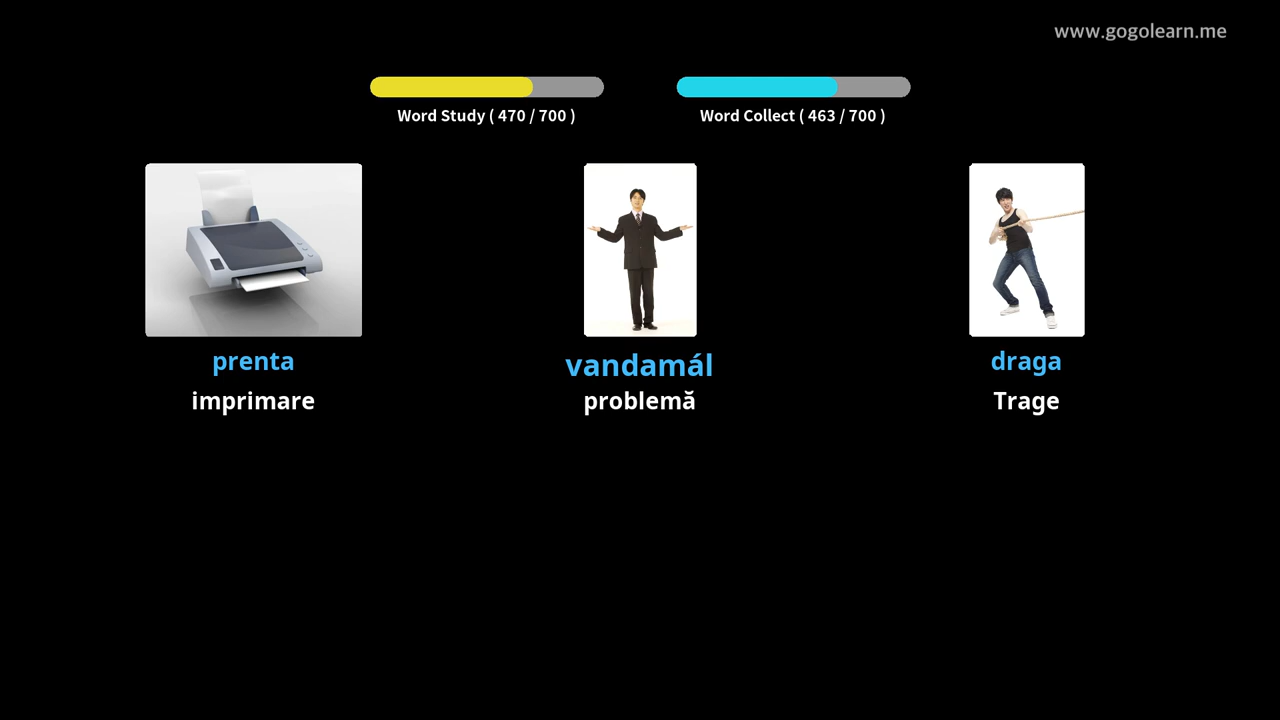 www.gogolearn.me
Word Study ( 470 / 700 )
Word Collect ( 463 / 700 )
prenta
vandamál
draga
imprimare
problemă
Trage